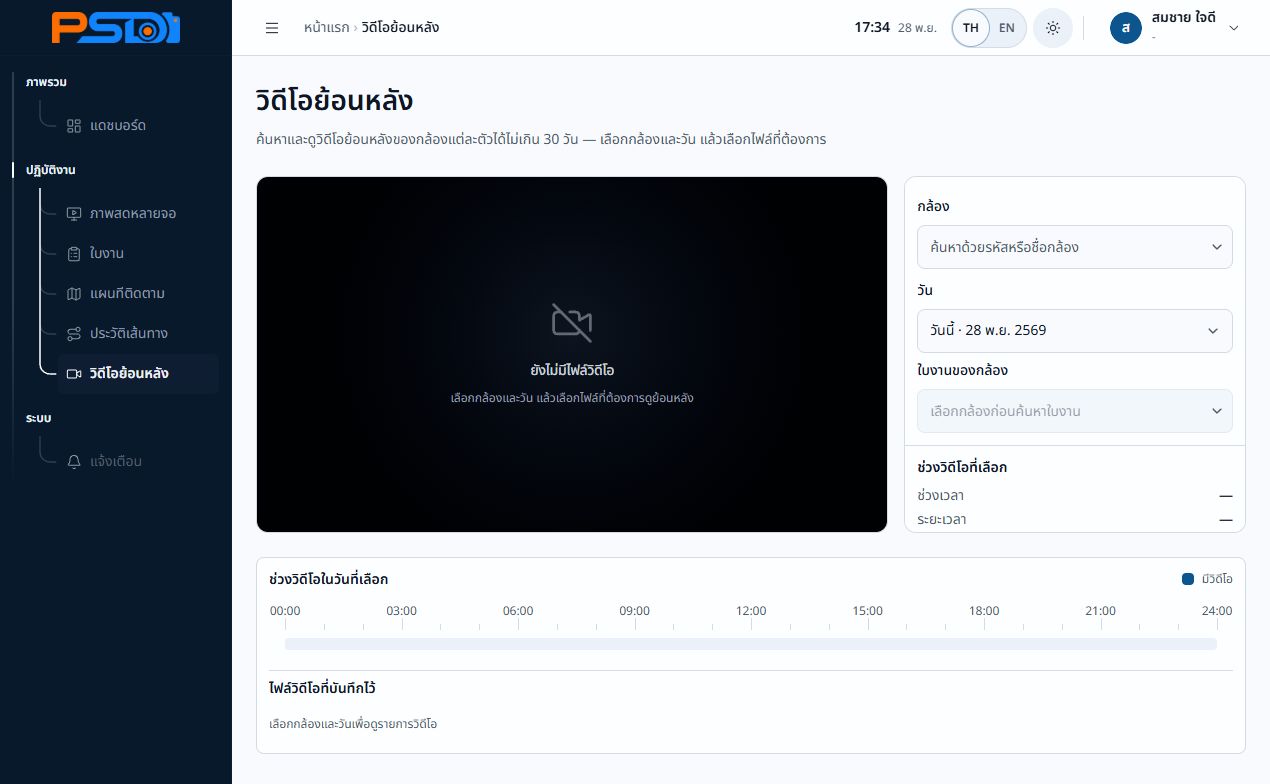 PSDI
ภาพรวม
แดชบอร์ด
ปฏิบัติงาน
ภาพสดหลายจอ
ใบงาน
แผนที่ติดตาม
ประวัติเส้นทาง
วิดีโอย้อนหลัง
ระบบ
แจ้งเตือน
หน้าแรก › วิดีโอย้อนหลัง
17:34 28 พ.ย.
TH EN
ส
สมชาย ใจดี
-
วิดีโอย้อนหลัง
ค้นหาและดูวิดีโอย้อนหลังของกล้องแต่ละตัวได้ไม่เกิน 30 วัน — เลือกกล้องและวัน แล้วเลือกไฟล์ที่ต้องการ
ยังไม่มีไฟล์วิดีโอ
เลือกกล้องและวัน แล้วเลือกไฟล์ที่ต้องการดูย้อนหลัง
กล้อง
ค้นหาด้วยรหัสหรือชื่อกล้อง
วัน
วันนี้ · 28 พ.ย. 2569
ใบงานของกล้อง
เลือกกล้องก่อนค้นหาใบงาน
ช่วงวิดีโอที่เลือก
ช่วงเวลา —
ระยะเวลา —
ช่วงวิดีโอในวันที่เลือก
มีวิดีโอ
00:00 03:00 06:00 09:00 12:00 15:00 18:00 21:00 24:00
ไฟล์วิดีโอที่บันทึกไว้
เลือกกล้องและวันเพื่อดูรายการวิดีโอ